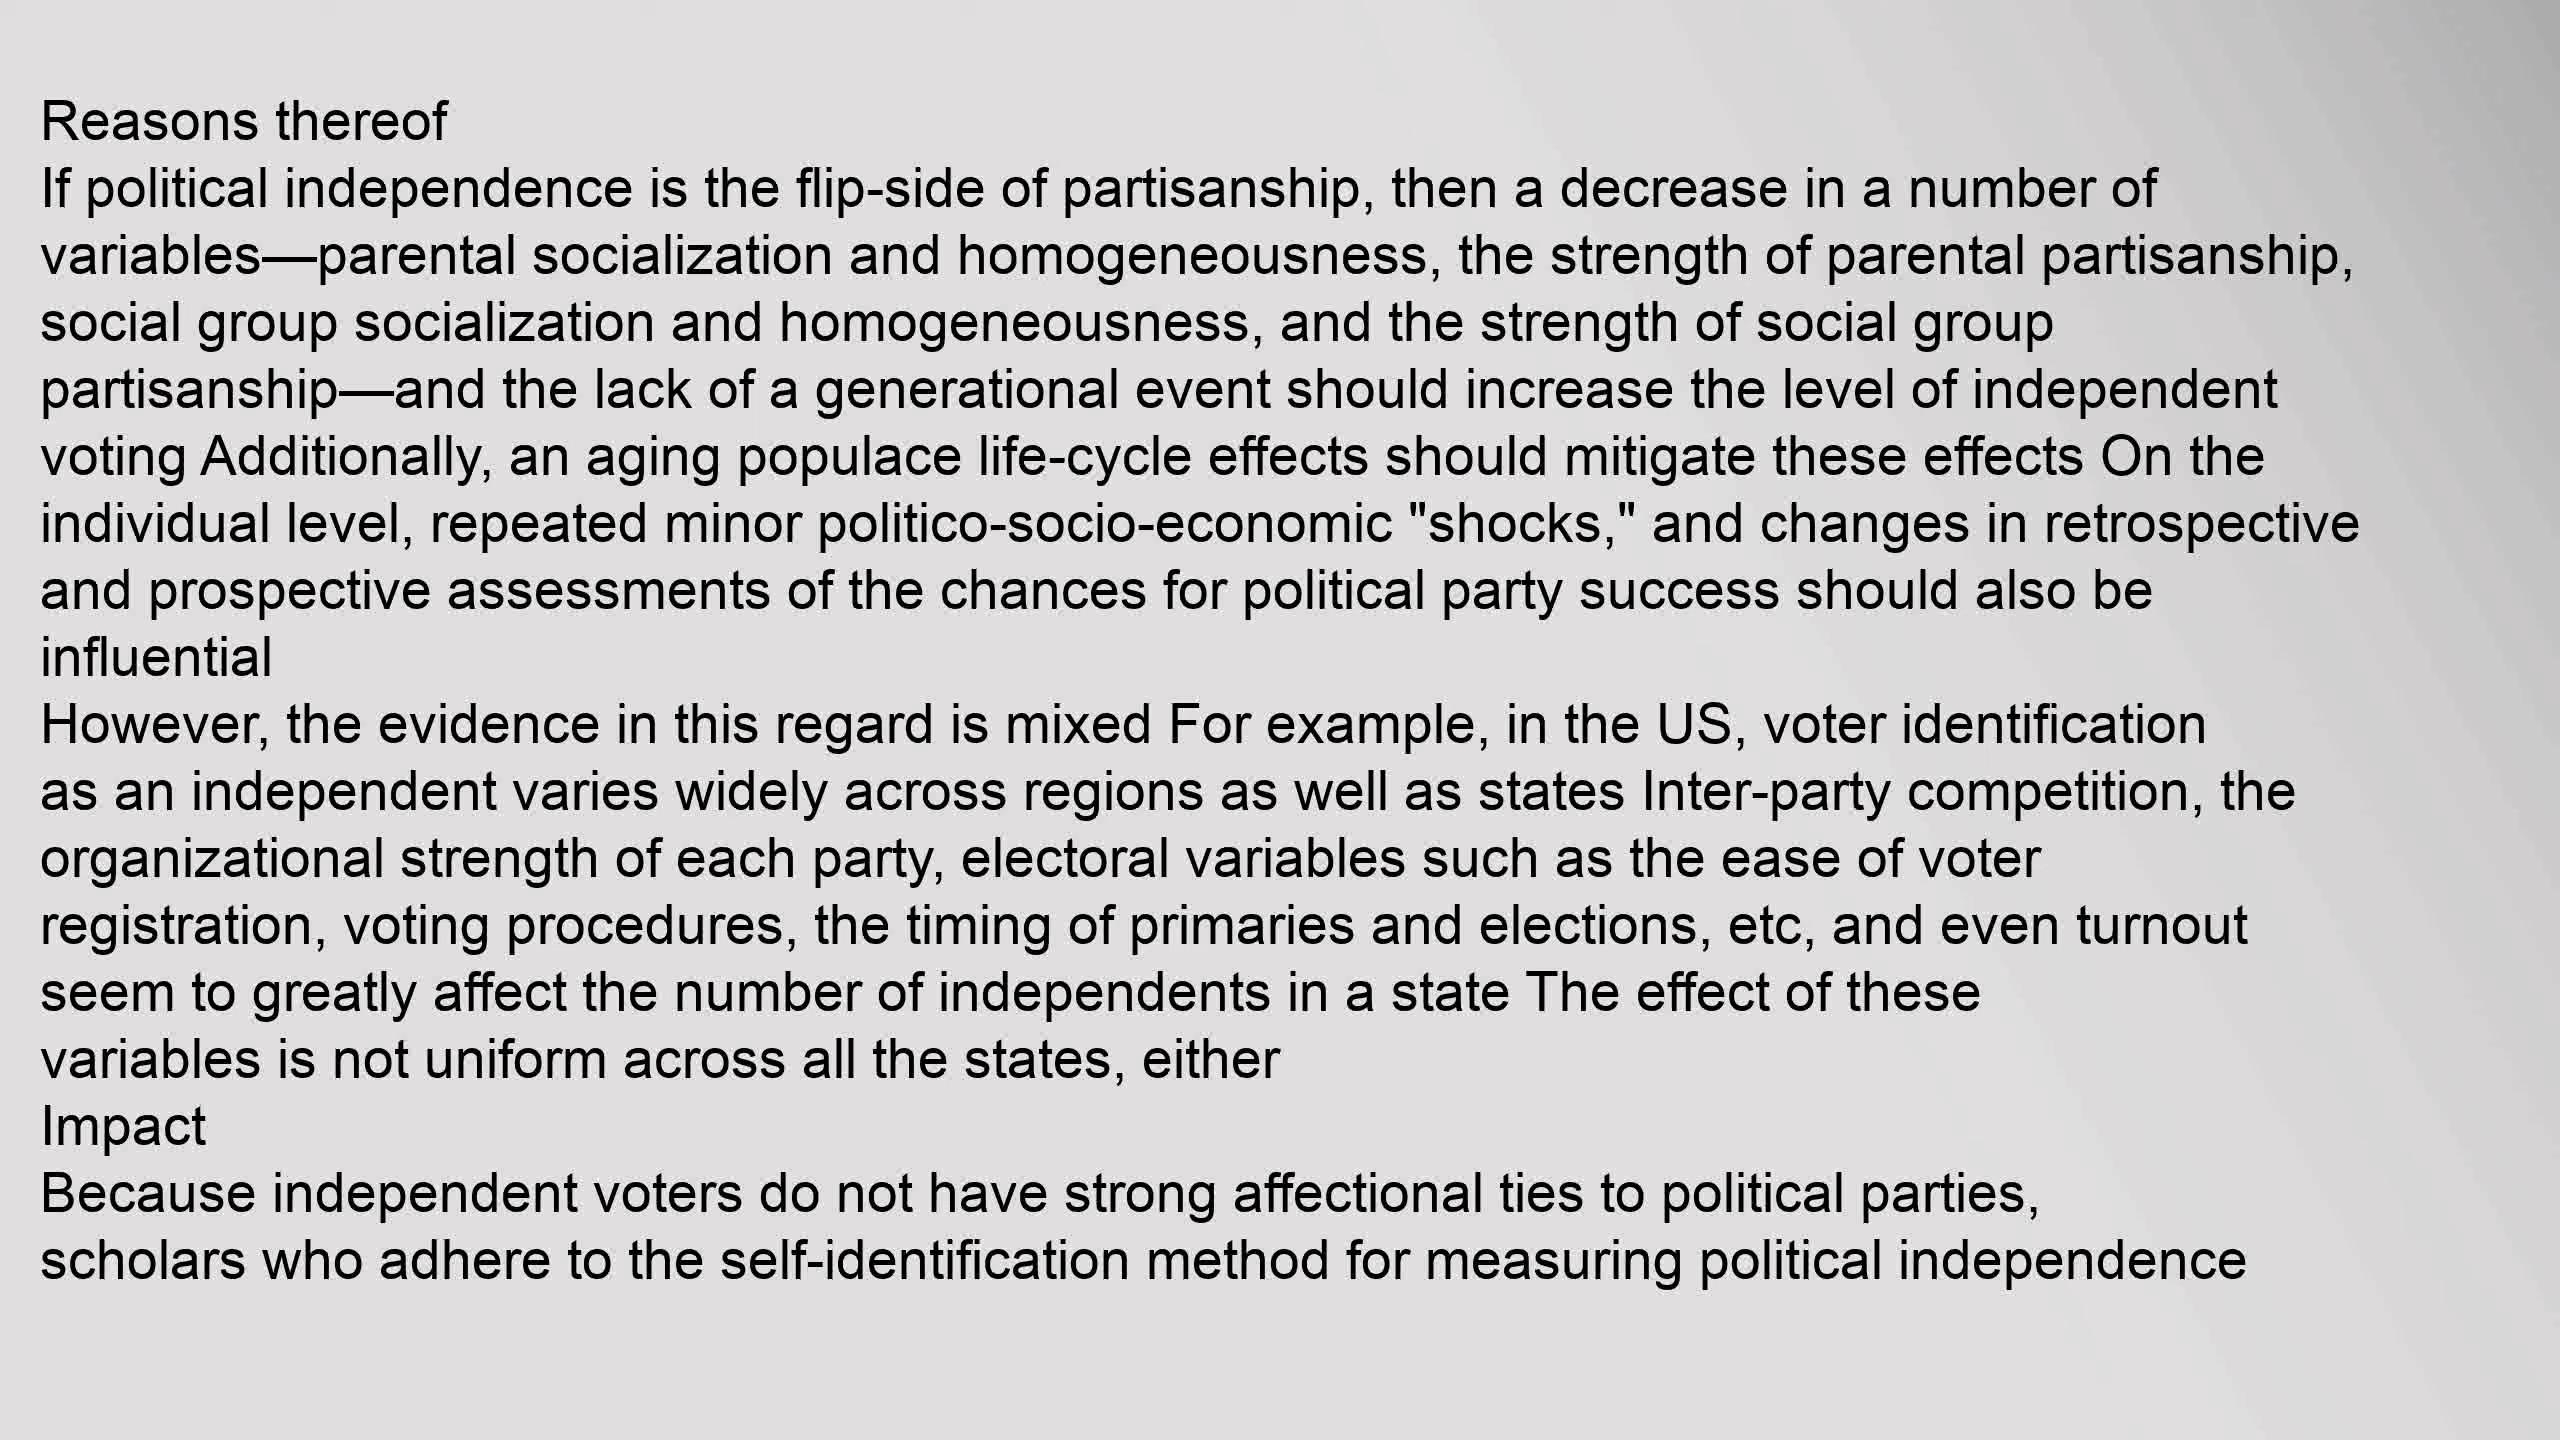 Reasons thereof
If political independence is the flip-side of partisanship, then a decrease in a number of
variables—parental socialization and homogeneousness, the strength of parental partisanship,
social group socialization and homogeneousness, and the strength of social group
partisanship—and the lack of a generational event should increase the level of independent
voting Additionally, an aging populace life-cycle effects should mitigate these effects On the
individual level, repeated minor politico-socio-economic "shocks," and changes in retrospective
and prospective assessments of the chances for political party success should also be
influential
However, the evidence in this regard is mixed For example, in the US, voter identification
as an independent varies widely across regions as well as states Inter-party competition, the
organizational strength of each party, electoral variables such as the ease of voter
registration, voting procedures, the timing of primaries and elections, etc, and even turnout
seem to greatly affect the number of independents in a state The effect of these
variables is not uniform across all the states, either
Impact
Because independent voters do not have strong affectional ties to political parties,
scholars who adhere to the self-identification method for measuring political independence